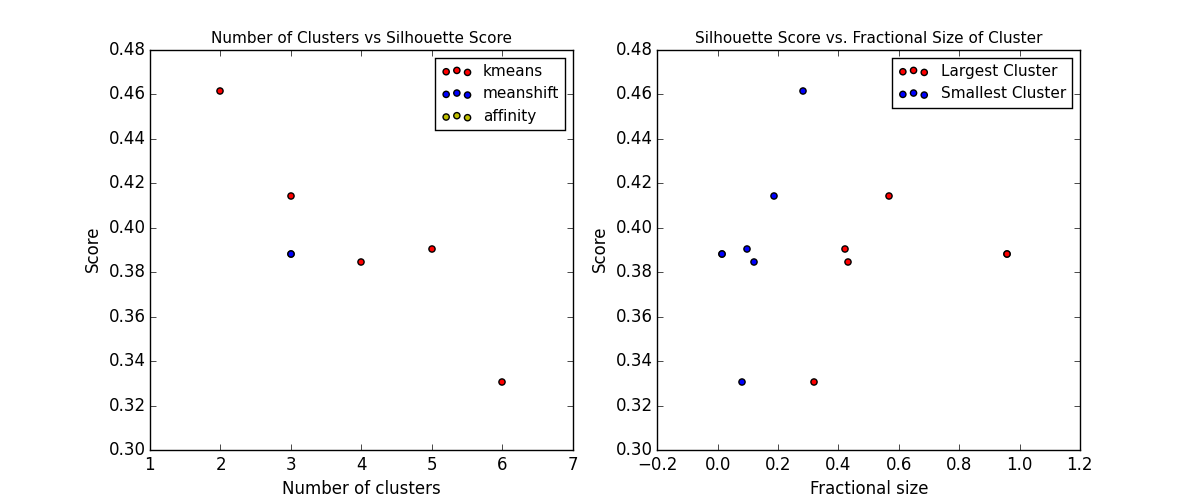 Number of Clusters vs Silhouette Score
0.48
0.46
0.44
0.42
0.40
0.38
0.36
0.34
0.32
0.30
Score
1 2 3 4 5 6 7
Number of clusters
kmeans
meanshift
affinity
Silhouette Score vs. Fractional Size of Cluster
0.48
0.46
0.44
0.42
0.40
0.38
0.36
0.34
0.32
0.30
Score
−0.2 0.0 0.2 0.4 0.6 0.8 1.0 1.2
Fractional size
Largest Cluster
Smallest Cluster